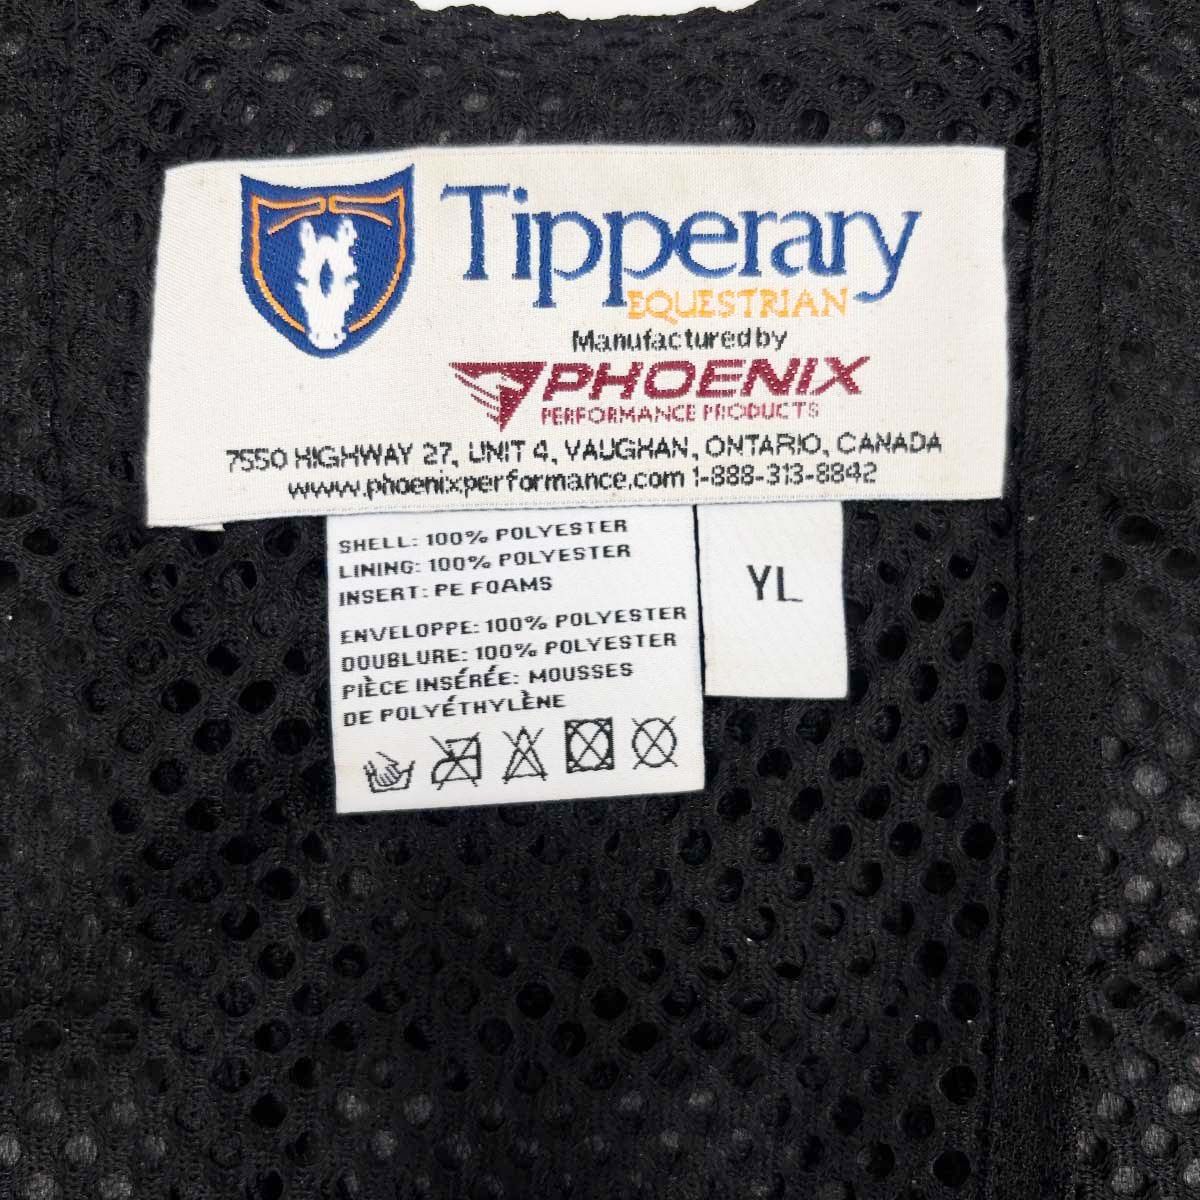 Tipperary
EQUESTRIAN
Manufactured by
PHOENIX
PERFORMANCE PRODUCTS
7550 HIGHWAY 27, UNIT 4, VAUGHAN, ONTARIO, CANADA
www.phoenixperformance.com 1-888-313-8842
SHELL: 100% POLYESTER
LINING: 100% POLYESTER
INSERT: PE FOAMS
ENVELOPPE: 100% POLYESTER
DOUBLURE: 100% POLYESTER
PIÈCE INSÉRÉE: MOUSSES
DE POLYÉTHYLÈNE
YL